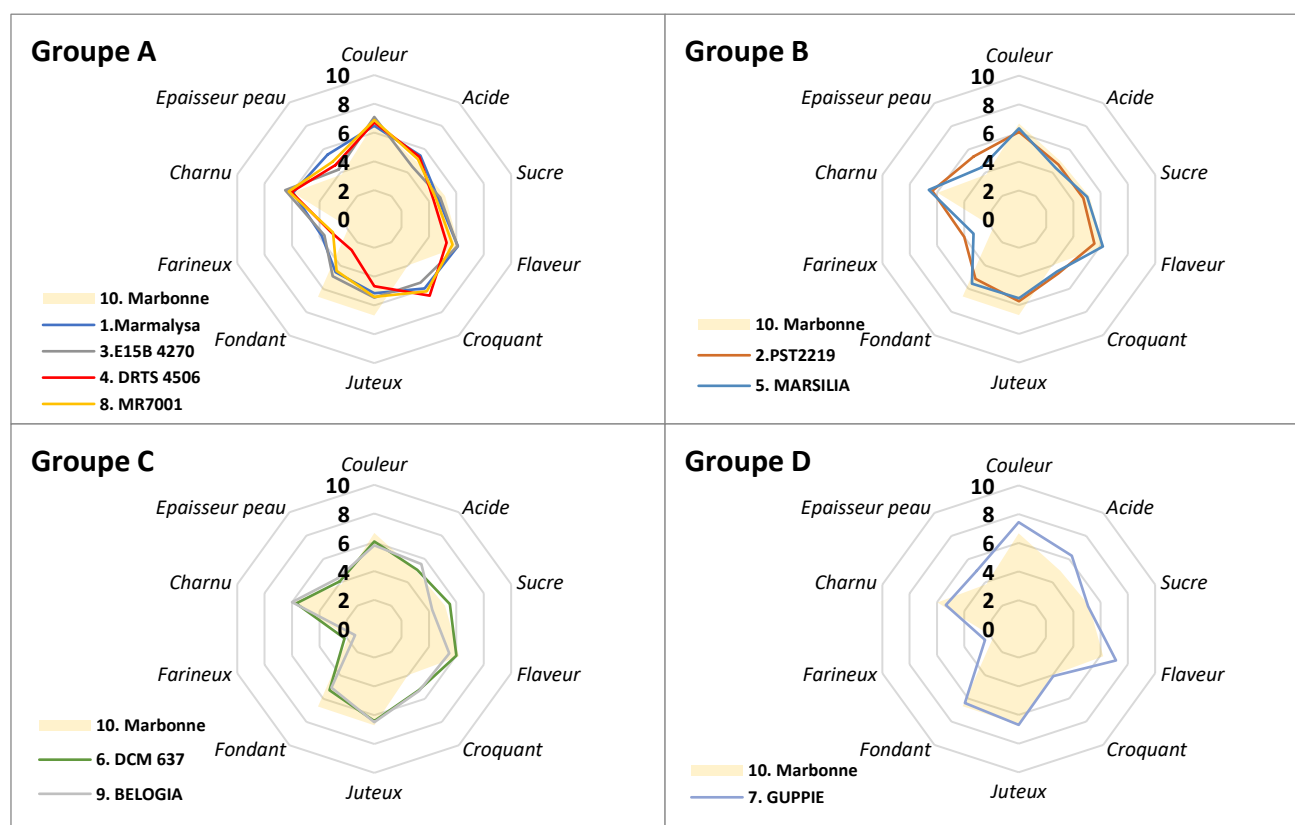 Groupe A
Couleur
Acide
Sucre
Flaveur
Croquant
Juteux
Fondant
Farineux
Charnu
Epaisseur peau
10
8
6
4
2
0
10. Marbonne
1.Marmalysa
3.E15B 4270
4. DRTS 4506
8. MR7001
Groupe B
Couleur
Acide
Sucre
Flaveur
Croquant
Juteux
Fondant
Farineux
Charnu
Epaisseur peau
10
8
6
4
2
0
10. Marbonne
2.PST2219
5. MARSILIA
Groupe C
Couleur
Acide
Sucre
Flaveur
Croquant
Juteux
Fondant
Farineux
Charnu
Epaisseur peau
10
8
6
4
2
0
10. Marbonne
6. DCM 637
9. BELOGIA
Groupe D
Couleur
Acide
Sucre
Flaveur
Croquant
Juteux
Fondant
Farineux
Charnu
Epaisseur peau
10
8
6
4
2
0
10. Marbonne
7. GUPPIE